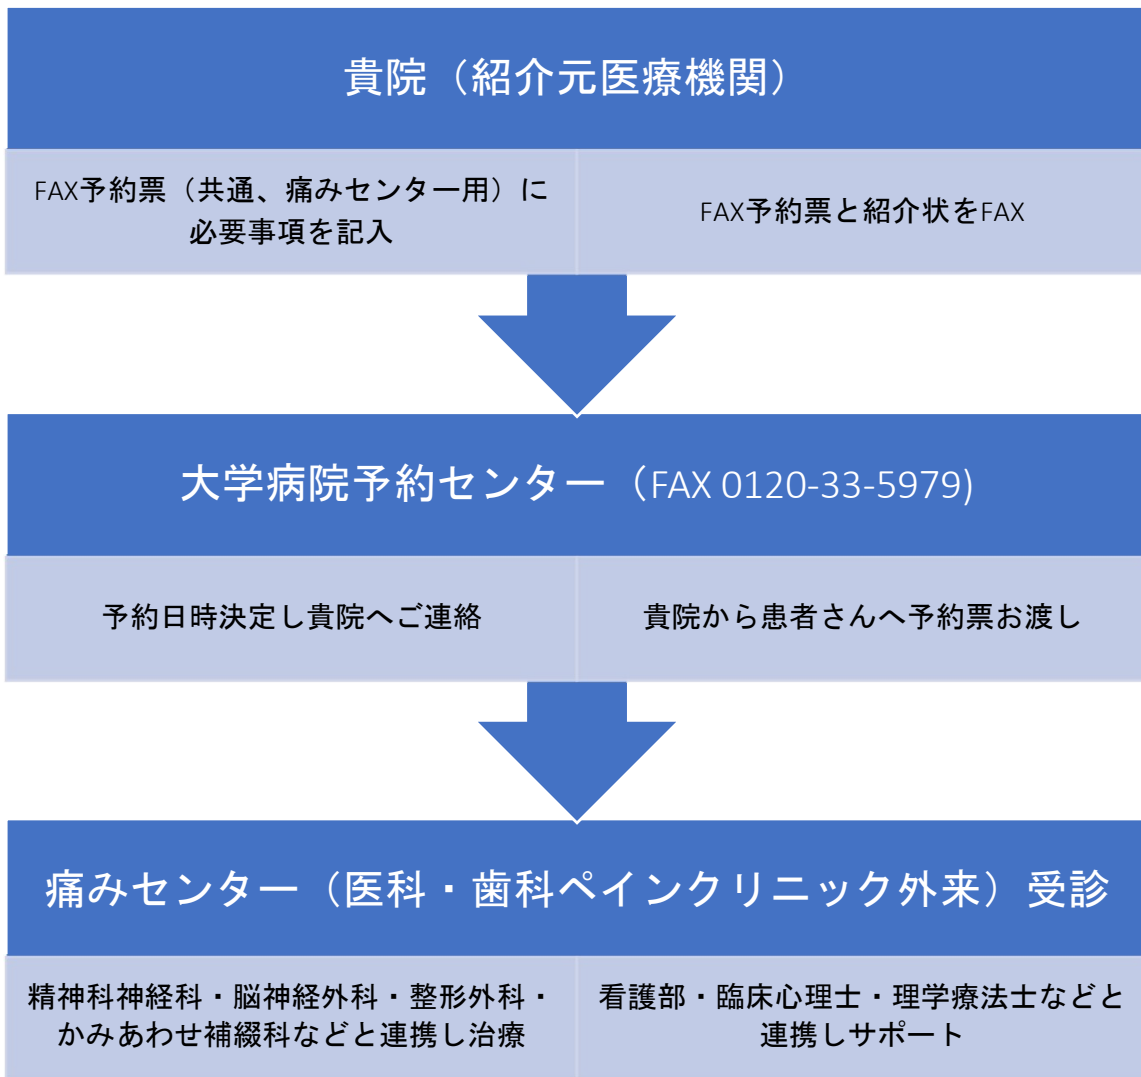 貴院（紹介元医療機関）
FAX予約票（共通、痛みセンター用）に
必要事項を記入
FAX予約票と紹介状をFAX
大学病院予約センター（FAX 0120-33-5979)
予約日時決定し貴院へご連絡
貴院から患者さんへ予約票お渡し
痛みセンター（医科・歯科ペインクリニック外来）受診
精神科神経科・脳神経外科・整形外科・
かみあわせ補綴科などと連携し治療
看護部・臨床心理士・理学療法士などと
連携しサポート